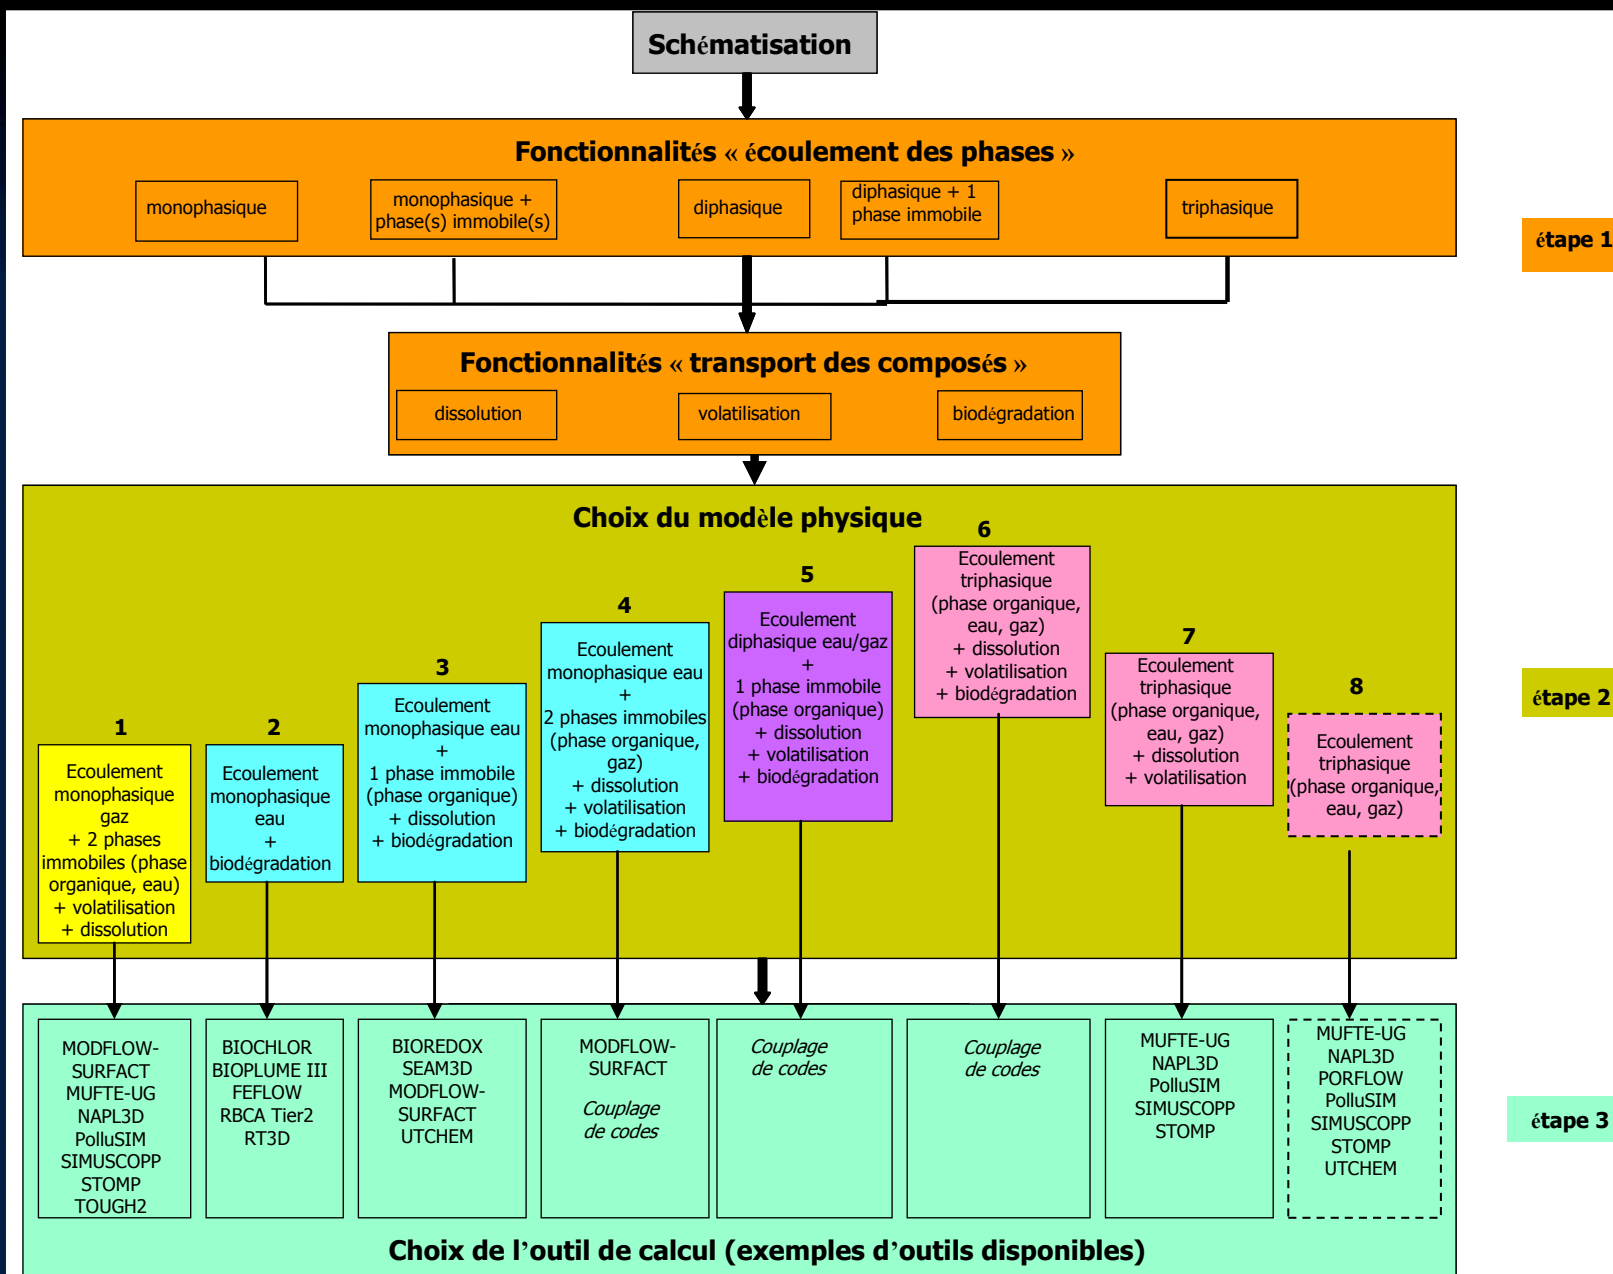 Schématisation
Fonctionnalités « écoulement des phases »
monophasique
monophasique +
phase(s) immobile(s)
diphasique
diphasique + 1
phase immobile
triphasique
étape 1
Fonctionnalités « transport des composés »
dissolution
volatilisation
biodégradation
Choix du modèle physique
1
Ecoulement
monophasique
gaz
+ 2 phases
immobiles (phase
organique, eau)
+ volatilisation
+ dissolution
2
Ecoulement
monophasique
eau
+
biodégradation
3
Ecoulement
monophasique eau
+
1 phase immobile
(phase organique)
+ dissolution
+ biodégradation
4
Ecoulement
monophasique eau
+
2 phases immobiles
(phase organique,
gaz)
+ dissolution
+ volatilisation
+ biodégradation
5
Ecoulement
diphasique eau/gaz
+
1 phase immobile
(phase organique)
+ dissolution
+ volatilisation
+ biodégradation
6
Ecoulement
triphasique
(phase organique,
eau, gaz)
+ dissolution
+ volatilisation
+ biodégradation
7
Ecoulement
triphasique
(phase organique,
eau, gaz)
+ dissolution
+ volatilisation
8
Ecoulement
triphasique
(phase organique,
eau, gaz)
étape 2
MODFLOW-
SURFACT
MUFTE-UG
NAPL3D
PolluSIM
SIMUSCOPP
STOMP
TOUGH2
BIOCHLOR
BIOPLUME III
FEFLOW
RBCA Tier2
RT3D
BIOREDOX
SEAM3D
MODFLOW-
SURFACT
UTCHEM
MODFLOW-
SURFACT
Couplage
de codes
Couplage
de codes
Couplage
de codes
MUFTE-UG
NAPL3D
PolluSIM
SIMUSCOPP
STOMP
MUFTE-UG
NAPL3D
PORFLOW
PolluSIM
SIMUSCOPP
STOMP
UTCHEM
étape 3
Choix de l’outil de calcul (exemples d’outils disponibles)